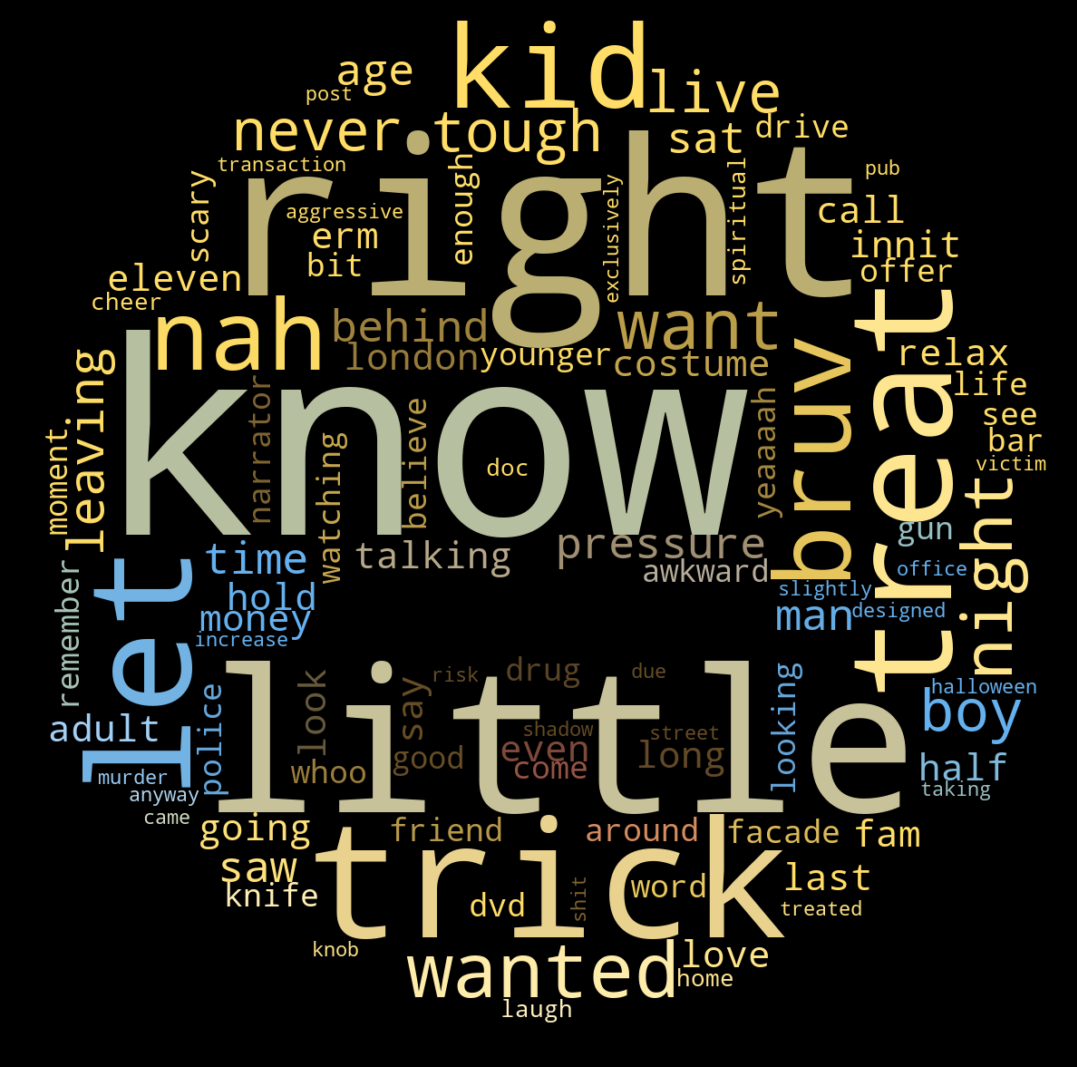 kid
age
live
post
never
tough
sat
drive
right
transaction
pub
scary
aggressive
enough
exclusively
spiritual
call
erm
innit
bit
offer
eleven
cheer
nah
behind
want
treat
london
younger
costume
bruv
relax
know
leaving
narrator
believe
yeaaaah
life
see
bar
doc
victim
moment
watching
night
gun
time
talking
pressure
awkward
office
let
remember
hold
money
slightly
man
designed
increase
little
look
say
risk
drug
due
looking
halloween
boy
adult
police
shadow
street
even
good
long
come
whoo
half
murder
anyway
taking
came
going
trick
friend
around
facade
fam
saw
knife
dvd
shit
word
last
treated
knob
wanted
love
home
laugh